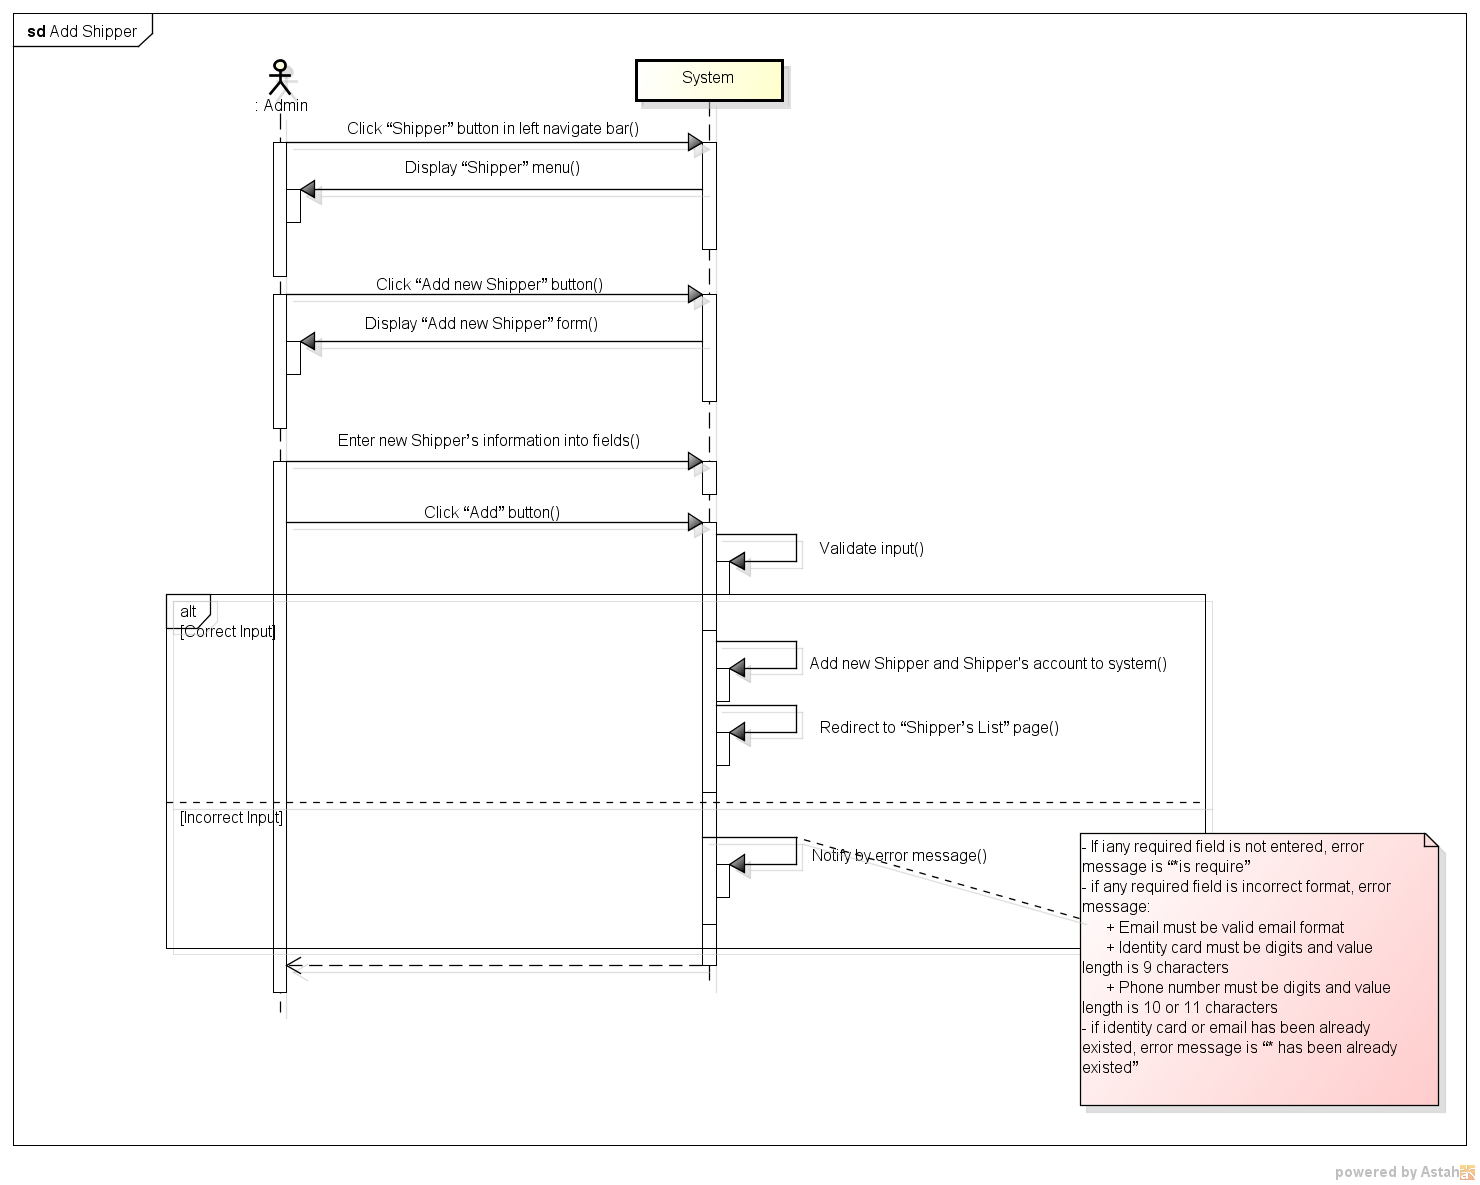 sd Add Shipper
: Admin
System
Click “Shipper” button in left navigate bar()
Display “Shipper” menu()
Click “Add new Shipper” button()
Display “Add new Shipper” form()
Enter new Shipper’s information into fields()
Click “Add” button()
Validate input()
alt
[Correct Input]
Add new Shipper and Shipper's account to system()
Redirect to “Shipper’s List” page()
[Incorrect Input]
Notify by error message()
- If iany required field is not entered, error
message is “*is require”
- if any required field is incorrect format, error
message:
+ Email must be valid email format
+ Identity card must be digits and value
length is 9 characters
+ Phone number must be digits and value
length is 10 or 11 characters
- if identity card or email has been already
existed, error message is “* has been already
existed”
powered by Astah